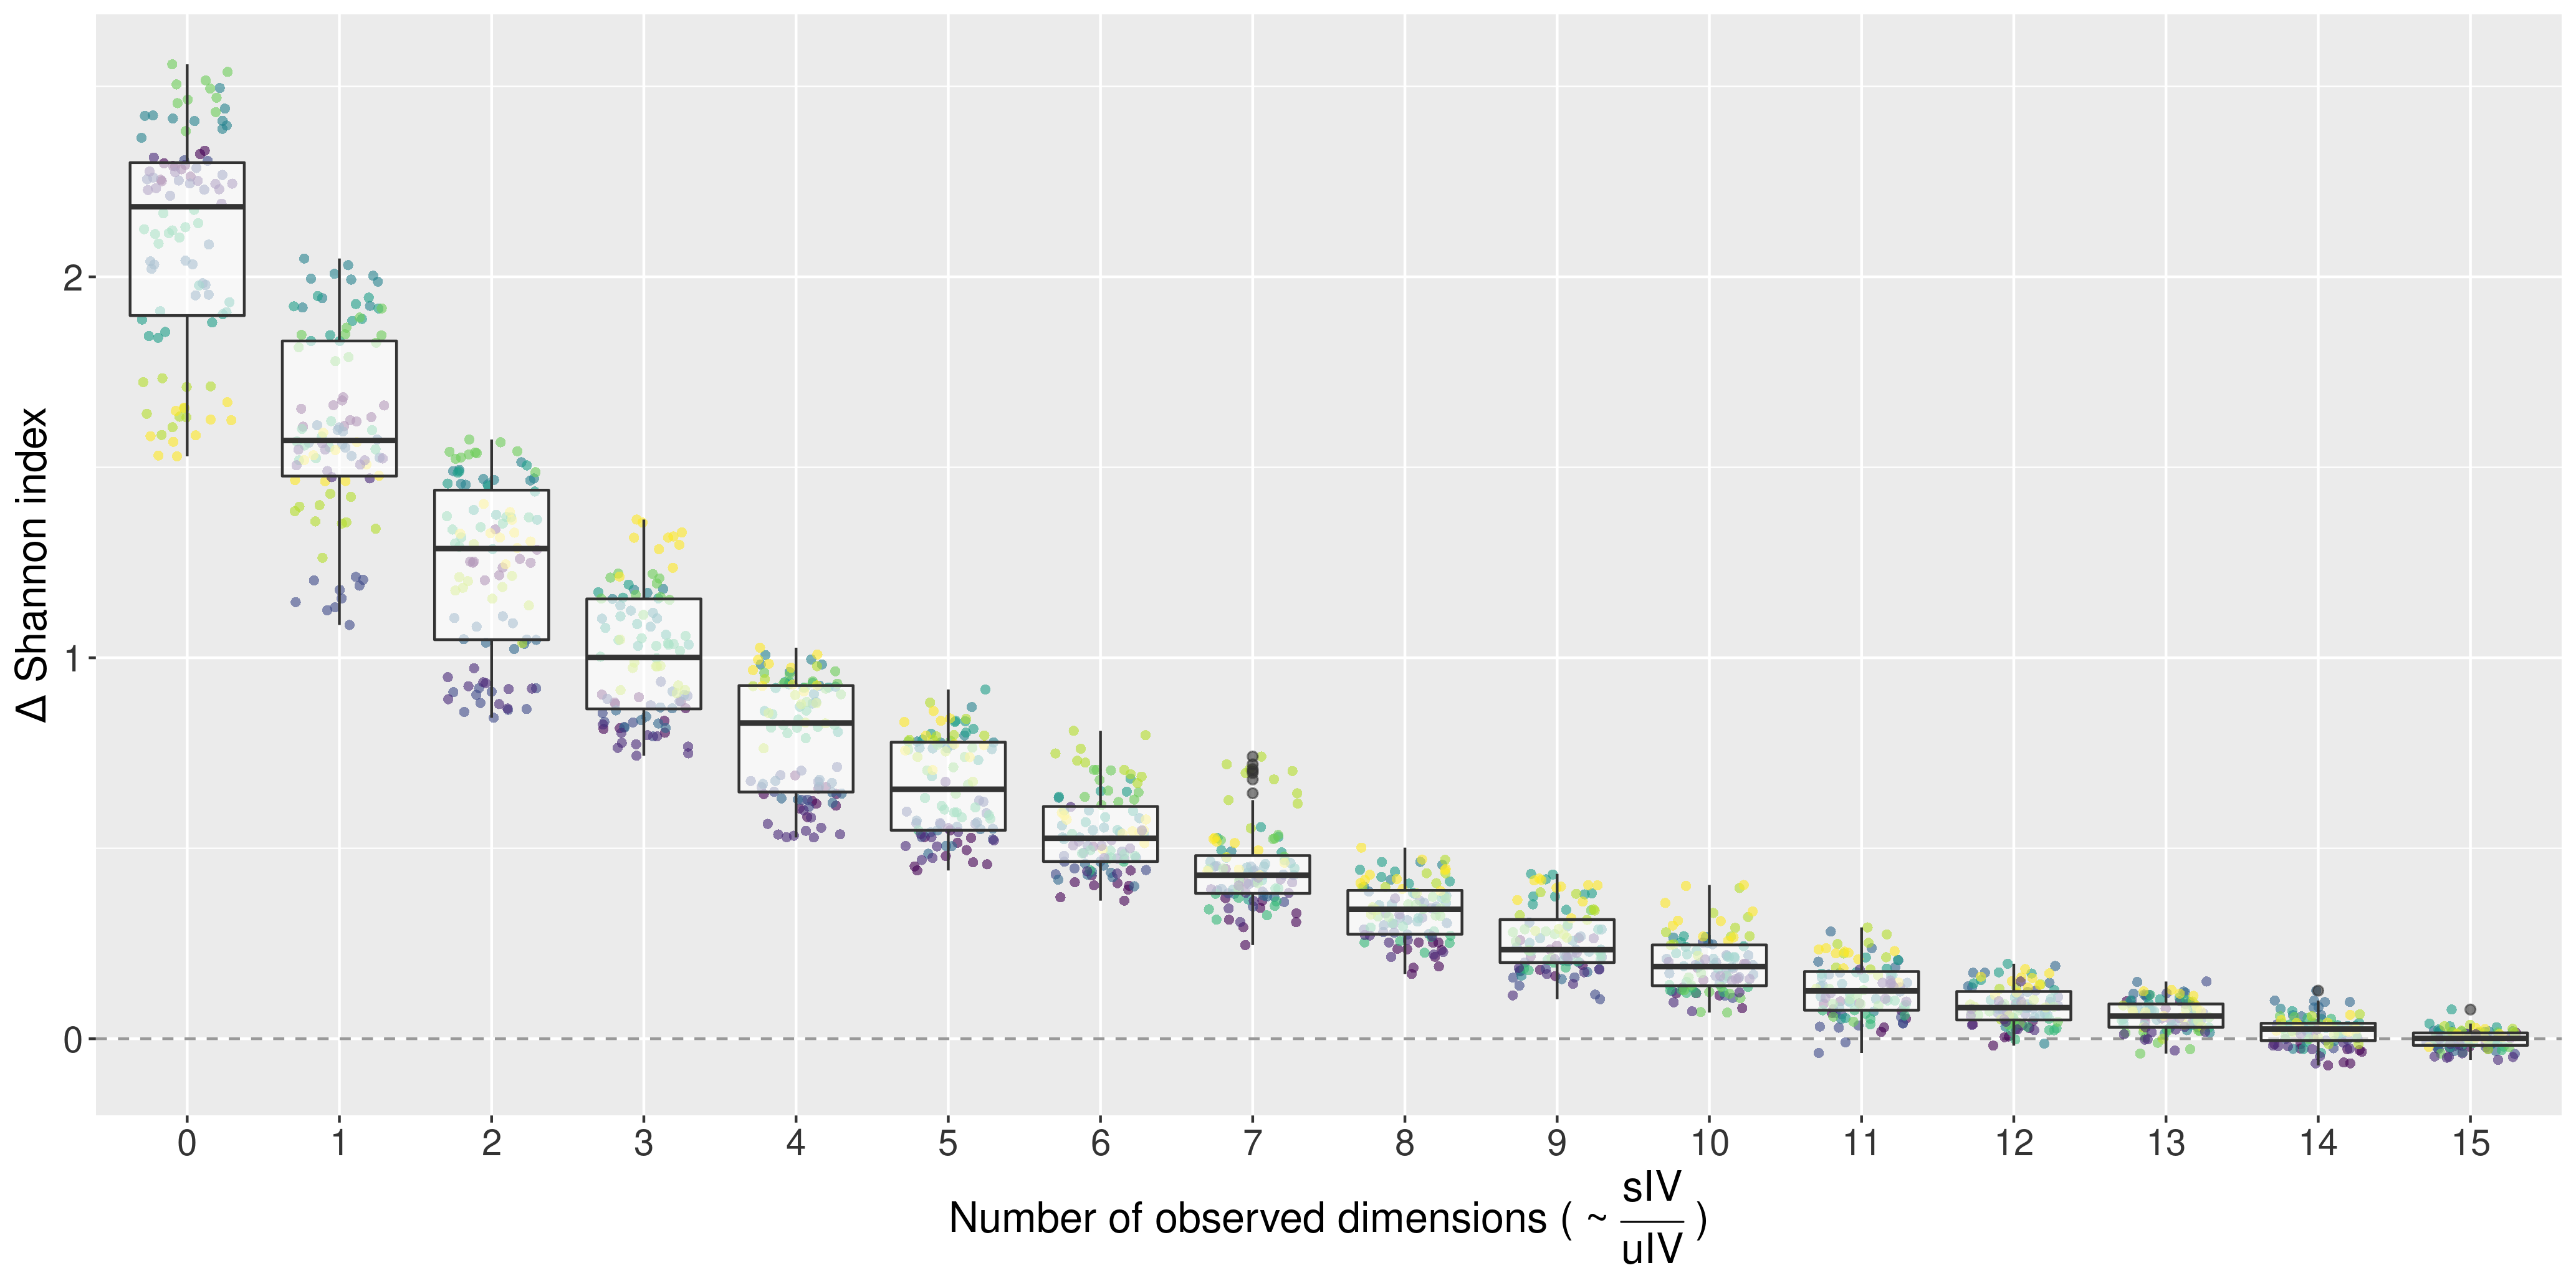 Δ Shannon index
2
1
0
0 1 2 3 4 5 6 7 8 9 10 11 12 13 14 15
Number of observed dimensions ( ~ sIV / uIV )